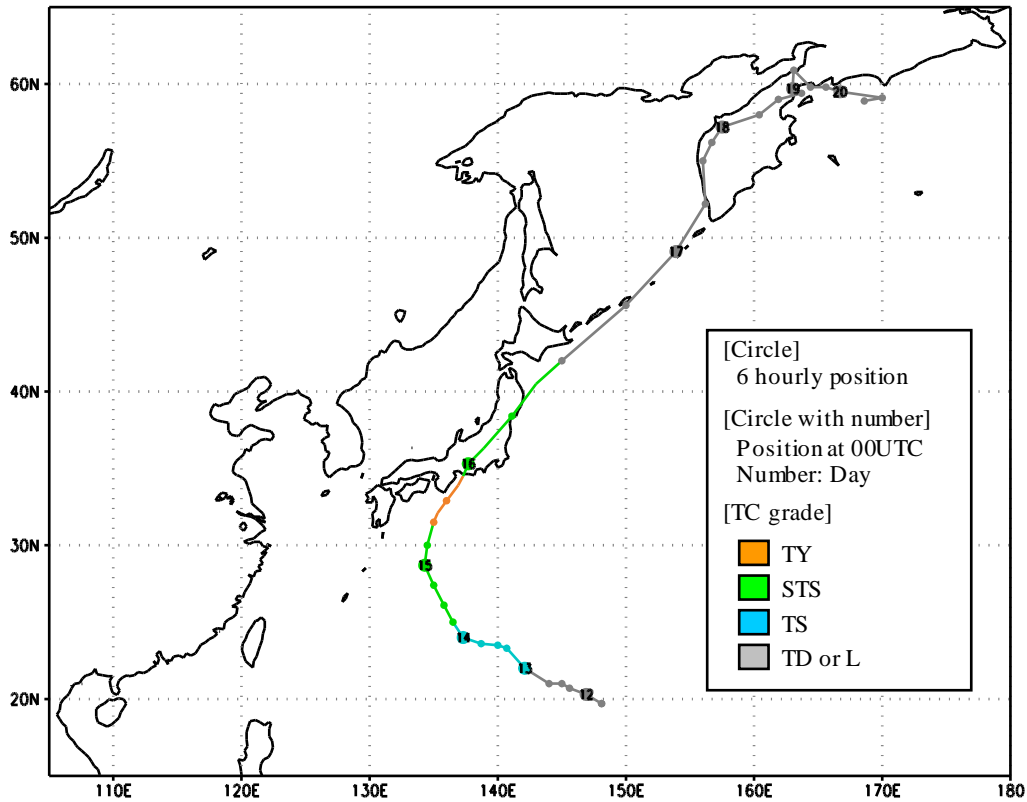 60N
50N
40N
30N
20N
110E
120E
130E
140E
150E
160E
170E
180
19
20
18
17
16
15
14
13
12
[Circle]
6 hourly position
[Circle with number]
Position at 00UTC
Number: Day
[TC grade]
TY
STS
TS
TD or L